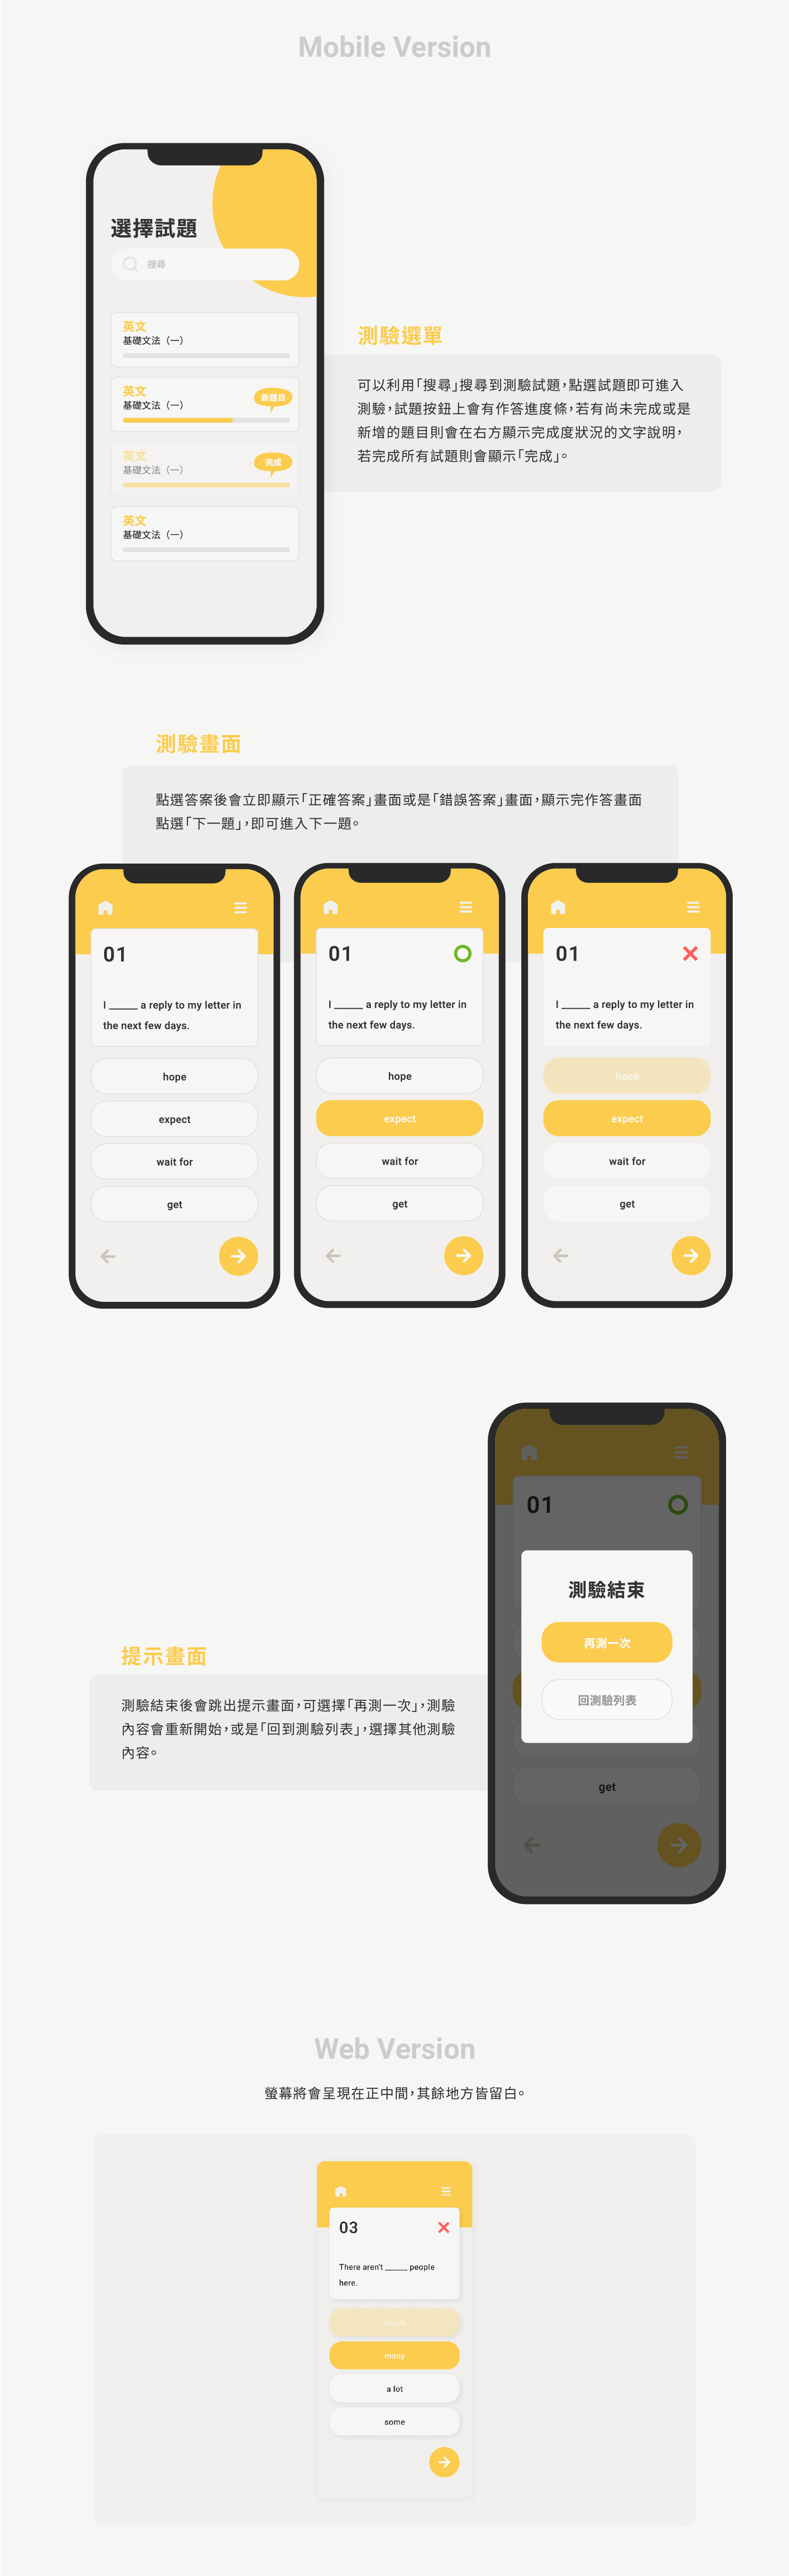 Mobile Version
選擇試題
搜尋
英文
基礎文法（一）
英文
基礎文法（一）
新題目
英文
基礎文法（一）
完成
英文
基礎文法（一）
測驗選單
可以利用「搜尋」搜尋到測驗試題，點選試題即可進入
測驗，試題按鈕上會有作答進度條，若有尚未完成或是
新增的題目則會在右方顯示完成度狀況的文字說明，
若完成所有試題則會顯示「完成」。
測驗畫面
點選答案後會立即顯示「正確答案」畫面或是「錯誤答案」畫面，顯示完作答畫面
點選「下一題」，即可進入下一題。
01
I ______ a reply to my letter in
the next few days.
hope
expect
wait for
get
01
I ______ a reply to my letter in
the next few days.
hope
expect
wait for
get
01
I ______ a reply to my letter in
the next few days.
hope
expect
wait for
get
01
測驗結束
再測一次
回測驗列表
get
提示畫面
測驗結束後會跳出提示畫面，可選擇「再測一次」，測驗
內容會重新開始，或是「回到測驗列表」，選擇其他測驗
內容。
Web Version
螢幕將會呈現在正中間，其餘地方皆留白。
03
There aren't ______ people
here.
much
many
a lot
some